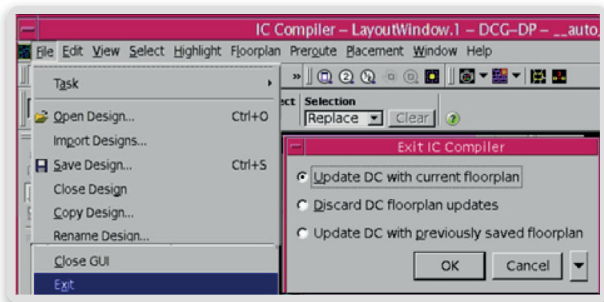 IC Compiler – LayoutWindow.1 – DCG–DP – __auto_
File Edit View Select Highlight Floorplan Preroute Placement Window Help
Task
»
ect Selection
Open Design... Ctrl+O
Replace Clear
Import Designs...
Exit IC Compiler
Save Design... Ctrl+S
Update DC with current floorplan
Close Design
Discard DC floorplan updates
Copy Design...
Rename Design...
Update DC with previously saved floorplan
Close GUI
OK Cancel
Exit